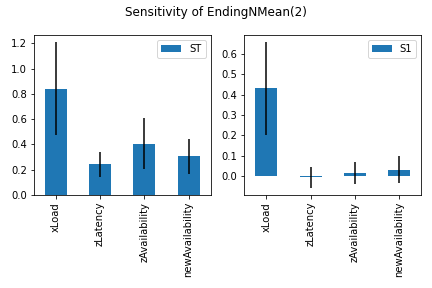 Sensitivity of EndingNMean(2)
ST
1.2
1.0
0.8
0.6
0.4
0.2
0.0
xLoad
zLatency
zAvailability
newAvailability
S1
0.6
0.5
0.4
0.3
0.2
0.1
0.0
xLoad
zLatency
zAvailability
newAvailability